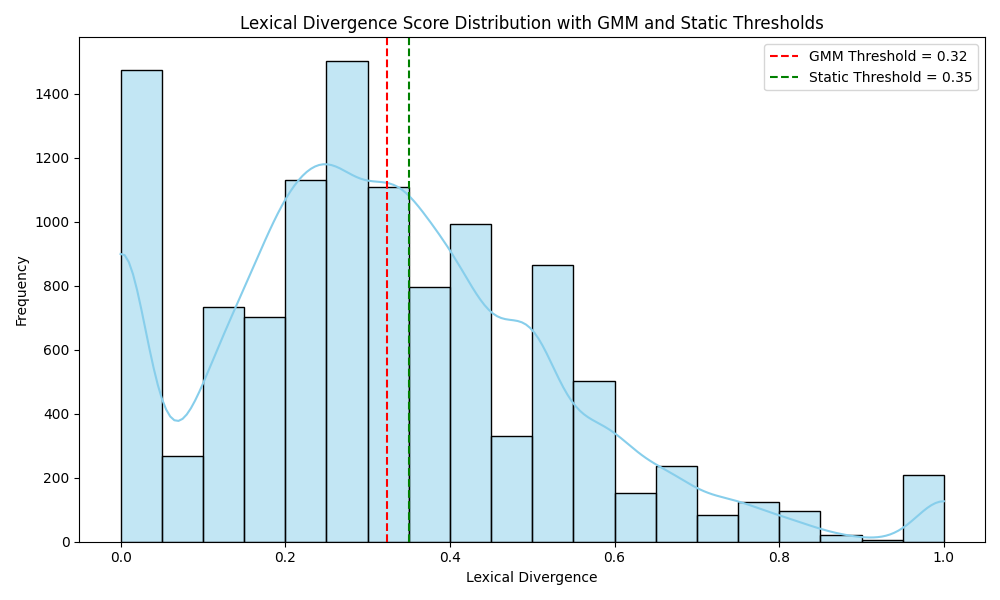 Lexical Divergence Score Distribution with GMM and Static Thresholds
GMM Threshold = 0.32
Static Threshold = 0.35
Frequency
1400
1200
1000
800
600
400
200
0
0.0 0.2 0.4 0.6 0.8 1.0
Lexical Divergence